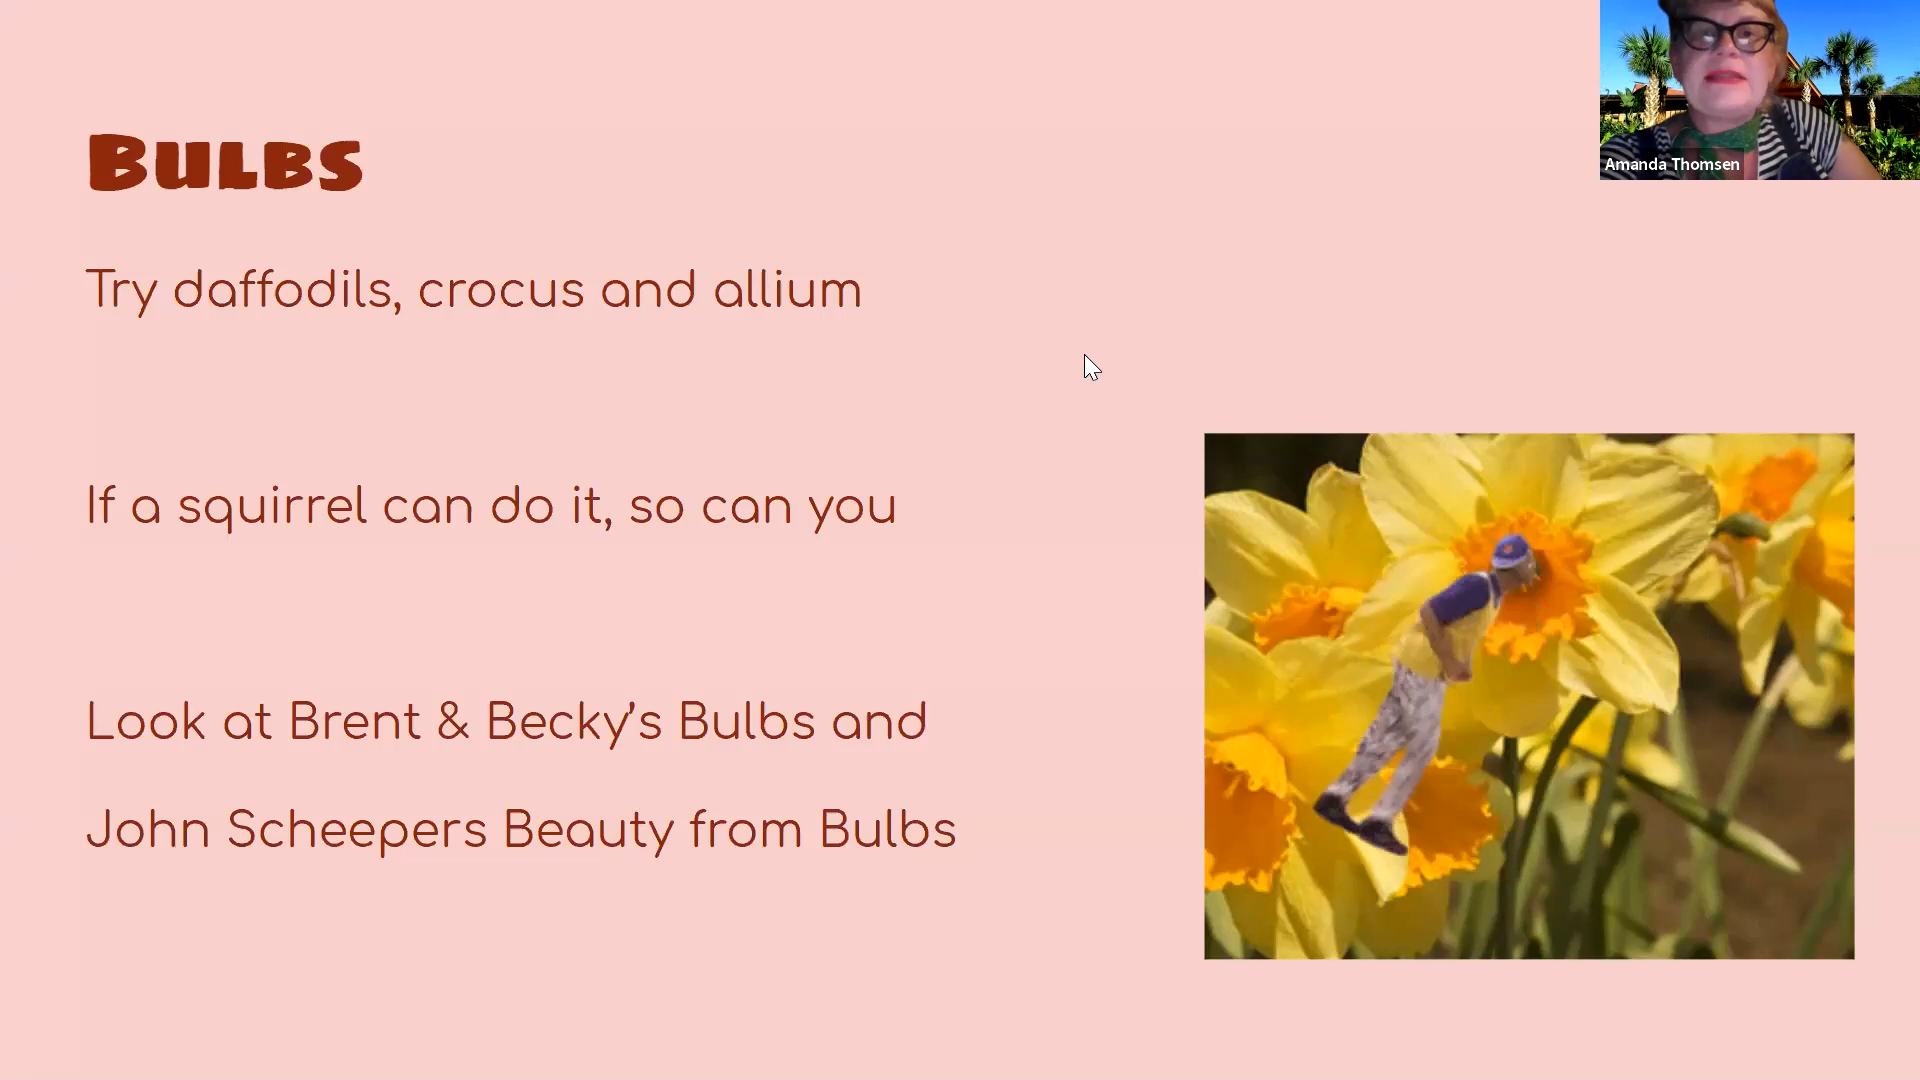 Bulbs
Try daffodils, crocus and allium
If a squirrel can do it, so can you
Look at Brent & Becky’s Bulbs and
John Scheepers Beauty from Bulbs
Amanda Thomsen